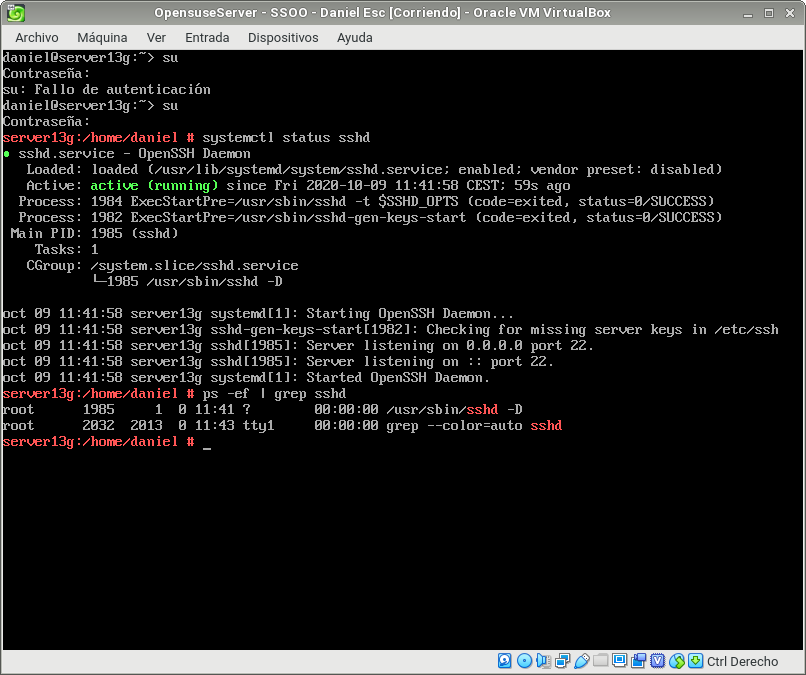 OpensuseServer - SSOO - Daniel Esc [Corriendo] - Oracle VM VirtualBox
Archivo Máquina Ver Entrada Dispositivos Ayuda
daniel@server13g:~> su
Contraseña:
su: Fallo de autenticación
daniel@server13g:~> su
Contraseña:
server13g:/home/daniel # systemctl status sshd
● sshd.service - OpenSSH Daemon
   Loaded: loaded (/usr/lib/systemd/system/sshd.service; enabled; vendor preset: disabled)
   Active: active (running) since Fri 2020-10-09 11:41:58 CEST; 59s ago
  Process: 1984 ExecStartPre=/usr/sbin/sshd -t $SSHD_OPTS (code=exited, status=0/SUCCESS)
  Process: 1982 ExecStartPre=/usr/sbin/sshd-gen-keys-start (code=exited, status=0/SUCCESS)
 Main PID: 1985 (sshd)
    Tasks: 1
   CGroup: /system.slice/sshd.service
           └─1985 /usr/sbin/sshd -D
oct 09 11:41:58 server13g systemd[1]: Starting OpenSSH Daemon...
oct 09 11:41:58 server13g sshd-gen-keys-start[1982]: Checking for missing server keys in /etc/ssh
oct 09 11:41:58 server13g sshd[1985]: Server listening on 0.0.0.0 port 22.
oct 09 11:41:58 server13g sshd[1985]: Server listening on :: port 22.
oct 09 11:41:58 server13g systemd[1]: Started OpenSSH Daemon.
server13g:/home/daniel # ps -ef | grep sshd
root      1985     1  0 11:41 ?        00:00:00 /usr/sbin/sshd -D
root      2032  2013  0 11:43 tty1     00:00:00 grep --color=auto sshd
server13g:/home/daniel # _
Ctrl Derecho